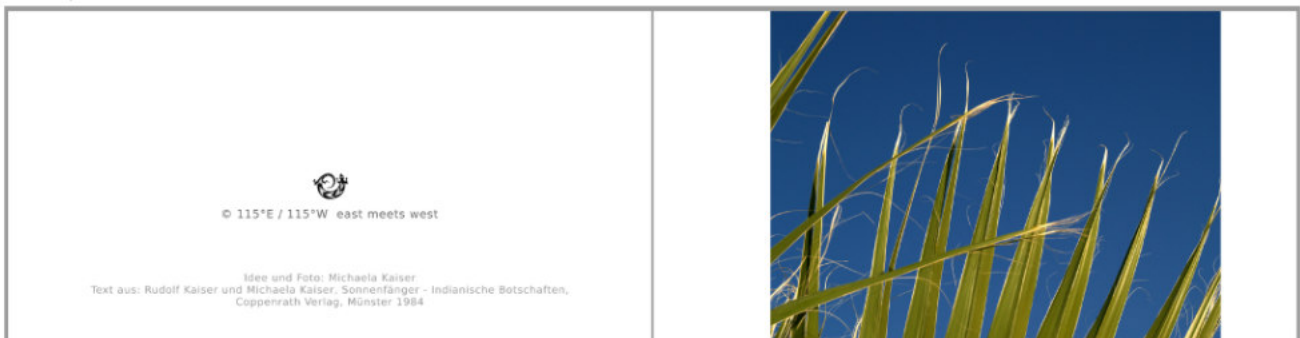 © 115°E / 115°W  east meets west
Idee und Foto: Michaela Kaiser
Text aus: Rudolf Kaiser und Michaela Kaiser, Sonnenfänger - Indianische Botschaften,
Coppenrath Verlag, Münster 1984